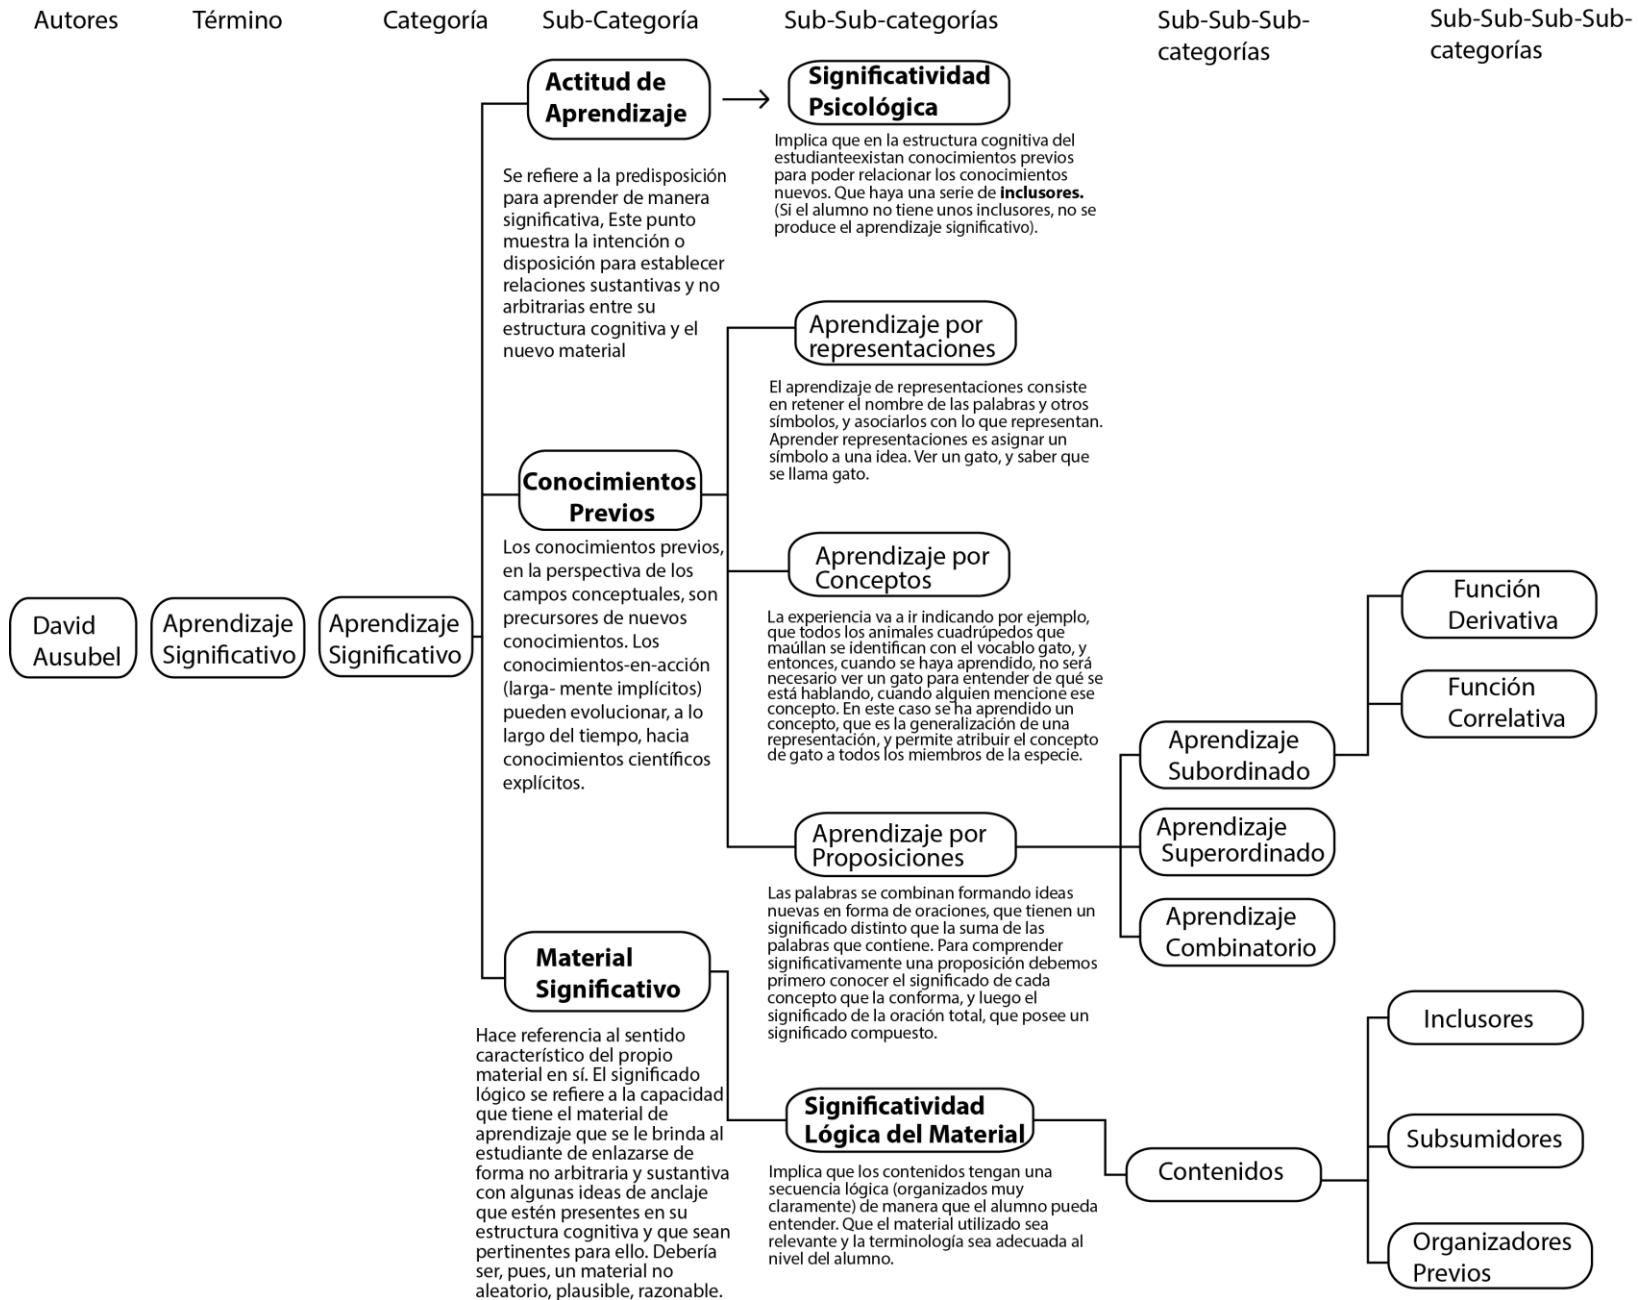 Autores
Término
Categoría
Sub-Categoría
Sub-Sub-categorías
Sub-Sub-Sub-
categorías
Sub-Sub-Sub-Sub-
categorías
David
Ausubel
Aprendizaje
Significativo
Aprendizaje
Significativo
Actitud de
Aprendizaje
Se refiere a la predisposición
para aprender de manera
significativa, Este punto
muestra la intención o
disposición para establecer
relaciones sustantivas y no
arbitrarias entre su
estructura cognitiva y el
nuevo material
Significatividad
Psicológica
Implica que en la estructura cognitiva del
estudianteexistan conocimientos previos
para poder relacionar los conocimientos
nuevos. Que haya una serie de inclusores.
(Si el alumno no tiene unos inclusores, no se
produce el aprendizaje significativo).
Conocimientos
Previos
Los conocimientos previos,
en la perspectiva de los
campos conceptuales, son
precursores de nuevos
conocimientos. Los
conocimientos-en-acción
(larga- mente implícitos)
pueden evolucionar, a lo
largo del tiempo, hacia
conocimientos científicos
explícitos.
Aprendizaje por
representaciones
El aprendizaje de representaciones consiste
en retener el nombre de las palabras y otros
símbolos, y asociarlos con lo que representan.
Aprender representaciones es asignar un
símbolo a una idea. Ver un gato, y saber que
se llama gato.
Aprendizaje por
Conceptos
La experiencia va a ir indicando por ejemplo,
que todos los animales cuadrúpedos que
maúllan se identifican con el vocablo gato, y
entonces, cuando se haya aprendido, no será
necesario ver un gato para entender de qué se
está hablando, cuando alguien mencione ese
concepto. En este caso se ha aprendido un
concepto, que es la generalización de una
representación, y permite atribuir el concepto
de gato a todos los miembros de la especie.
Aprendizaje por
Proposiciones
Las palabras se combinan formando ideas
nuevas en forma de oraciones, que tienen un
significado distinto que la suma de las
palabras que contiene. Para comprender
significativamente una proposición debemos
primero conocer el significado de cada
concepto que la conforma, y luego el
significado de la oración total, que posee un
significado compuesto.
Aprendizaje
Subordinado
Función
Derivativa
Función
Correlativa
Aprendizaje
Superordinado
Aprendizaje
Combinatorio
Material
Significativo
Hace referencia al sentido
característico del propio
material en sí. El significado
lógico se refiere a la capacidad
que tiene el material de
aprendizaje que se le brinda al
estudiante de enlazarse de
forma no arbitraria y sustantiva
con algunas ideas de anclaje
que estén presentes en su
estructura cognitiva y que sean
pertinentes para ello. Debería
ser, pues, un material no
aleatorio, plausible, razonable.
Significatividad
Lógica del Material
Implica que los contenidos tengan una
secuencia lógica (organizados muy
claramente) de manera que el alumno pueda
entender. Que el material utilizado sea
relevante y la terminología sea adecuada al
nivel del alumno.
Contenidos
Inclusores
Subsumidores
Organizadores
Previos